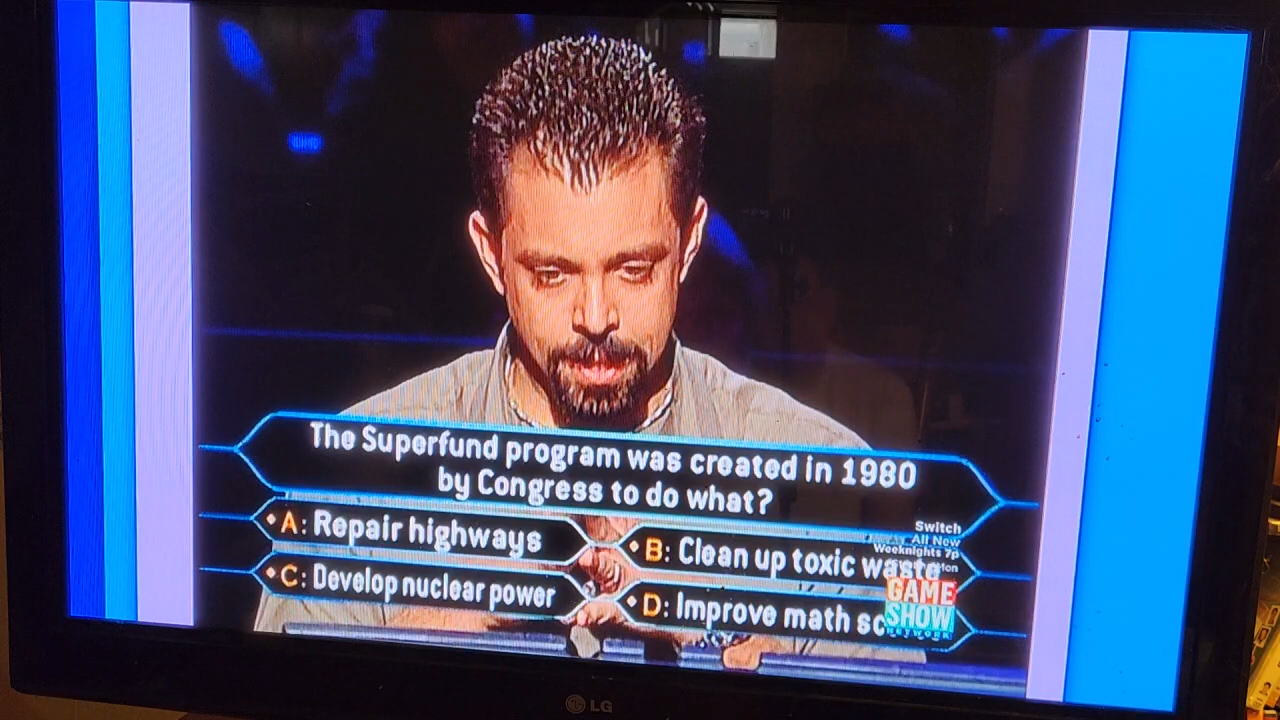 The Superfund program was created in 1980
by Congress to do what?
A: Repair highways
B: Clean up toxic waste
C: Develop nuclear power
D: Improve math
Switch
All New
Weeknights 7p
GAME
SHOW
NETWORK
LG